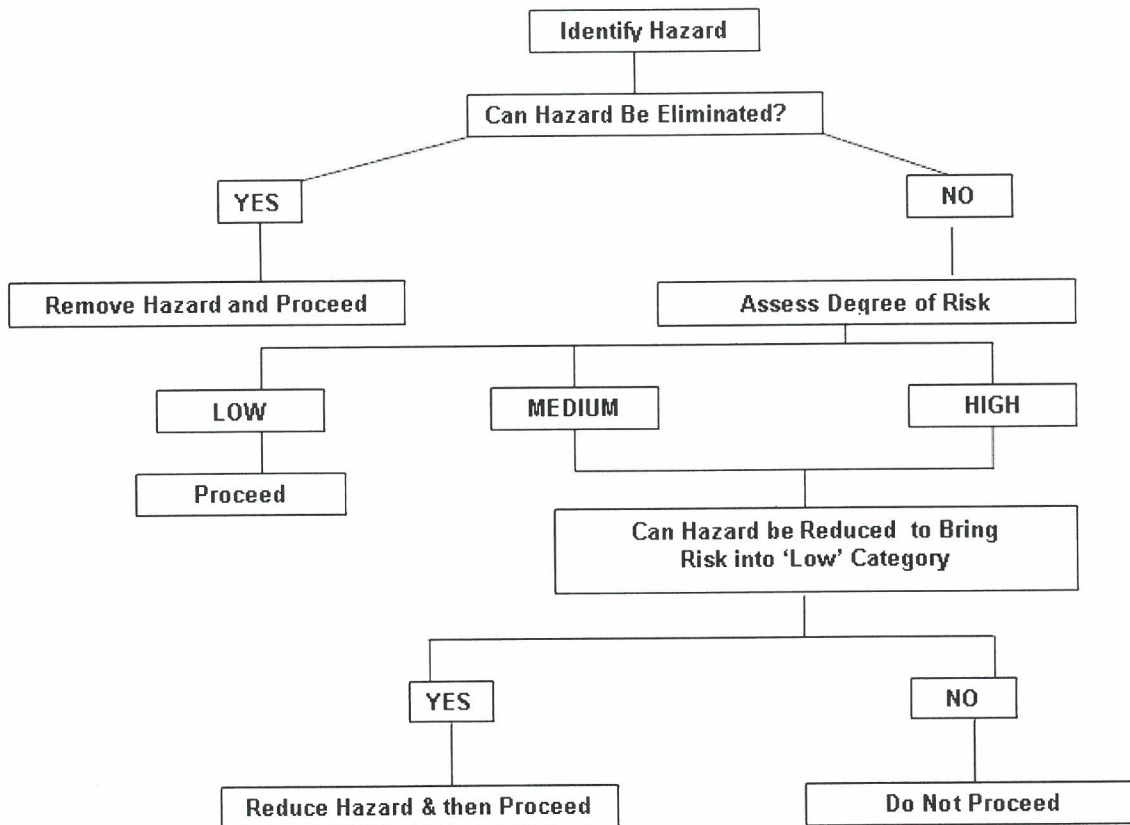 Identify Hazard
Can Hazard Be Eliminated?
YES
NO
Remove Hazard and Proceed
Assess Degree of Risk
LOW
MEDIUM
HIGH
Proceed
Can Hazard be Reduced to Bring
Risk into ‘Low’ Category
YES
NO
Reduce Hazard & then Proceed
Do Not Proceed